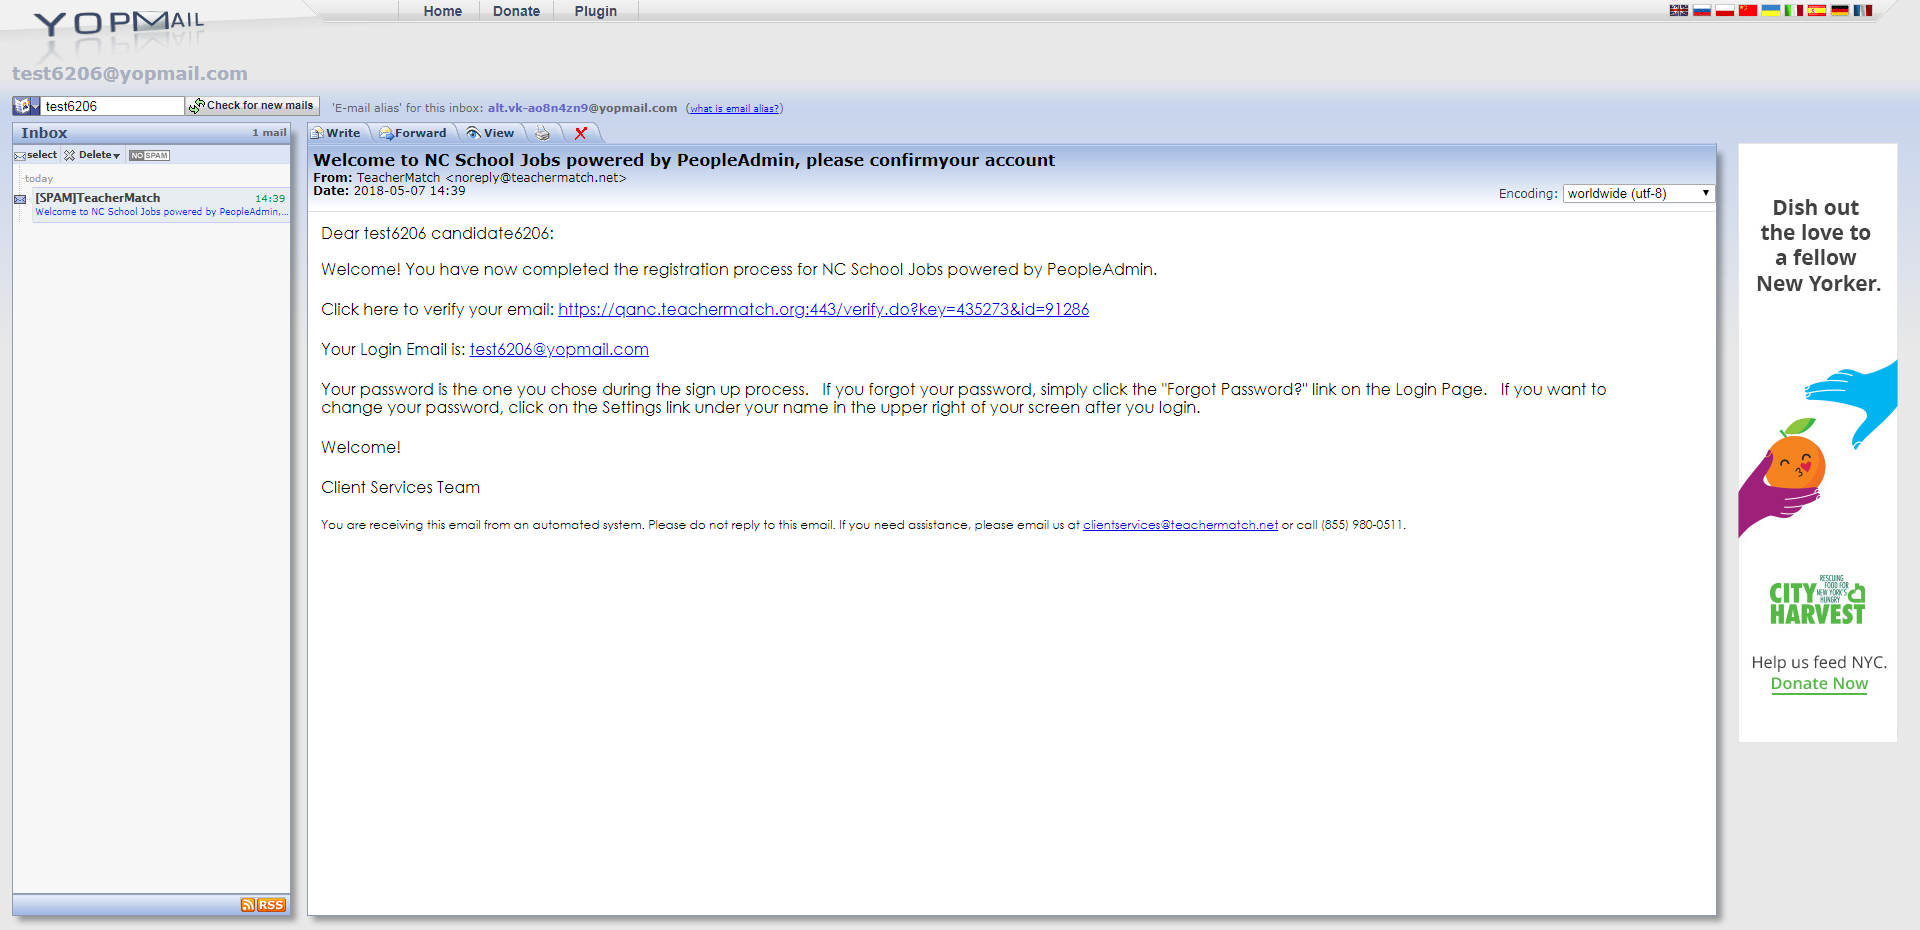 YOPMAIL
Home Donate Plugin
test6206@yopmail.com
test6206 Check for new mails 'E-mail alias' for this inbox: alt.vk-ao8n4zn9@yopmail.com (what is email alias?)
Inbox 1 mail
select Delete NO SPAM
today
[SPAM]TeacherMatch 14:39
Welcome to NC School Jobs powered by PeopleAdmin,...
RSS
Write Forward View
Welcome to NC School Jobs powered by PeopleAdmin, please confirmyour account
From: TeacherMatch <noreply@teachermatch.net>
Date: 2018-05-07 14:39
Encoding: worldwide (utf-8)
Dear test6206 candidate6206:
Welcome! You have now completed the registration process for NC School Jobs powered by PeopleAdmin.
Click here to verify your email: https://qanc.teachermatch.org:443/verify.do?key=435273&id=91286
Your Login Email is: test6206@yopmail.com
Your password is the one you chose during the sign up process. If you forgot your password, simply click the "Forgot Password?" link on the Login Page. If you want to
change your password, click on the Settings link under your name in the upper right of your screen after you login.
Welcome!
Client Services Team
You are receiving this email from an automated system. Please do not reply to this email. If you need assistance, please email us at clientservices@teachermatch.net or call (855) 980-0511.
Dish out
the love to
a fellow
New Yorker.
CITY
HARVEST
RESCUING
FOOD FOR
NEW YORK'S
HUNGRY
Help us feed NYC.
Donate Now